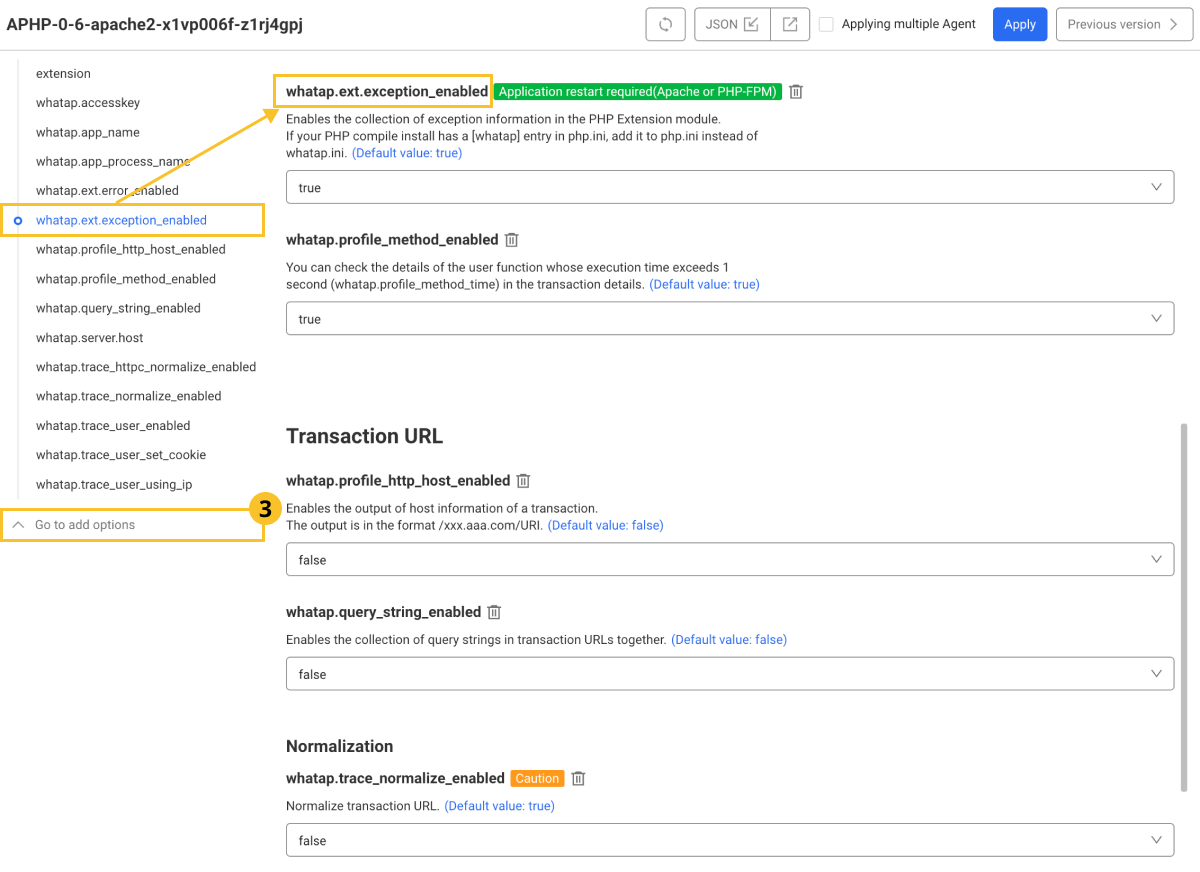 APHP-0-6-apache2-x1vp006f-z1rj4gpj
JSON
Applying multiple Agent
Apply
Previous version
extension
whatap.accesskey
whatap.app_name
whatap.app_process_name
whatap.ext.error_enabled
whatap.ext.exception_enabled
whatap.profile_http_host_enabled
whatap.profile_method_enabled
whatap.query_string_enabled
whatap.server.host
whatap.trace_httpc_normalize_enabled
whatap.trace_normalize_enabled
whatap.trace_user_enabled
whatap.trace_user_set_cookie
whatap.trace_user_using_ip
Go to add options
3
whatap.ext.exception_enabled Application restart required(Apache or PHP-FPM)
Enables the collection of exception information in the PHP Extension module.
If your PHP compile install has a [whatap] entry in php.ini, add it to php.ini instead of
whatap.ini. (Default value: true)
true
whatap.profile_method_enabled
You can check the details of the user function whose execution time exceeds 1
second (whatap.profile_method_time) in the transaction details. (Default value: true)
true
Transaction URL
whatap.profile_http_host_enabled
Enables the output of host information of a transaction.
The output is in the format /xxx.aaa.com/URI. (Default value: false)
false
whatap.query_string_enabled
Enables the collection of query strings in transaction URLs together. (Default value: false)
false
Normalization
whatap.trace_normalize_enabled Caution
Normalize transaction URL. (Default value: true)
false